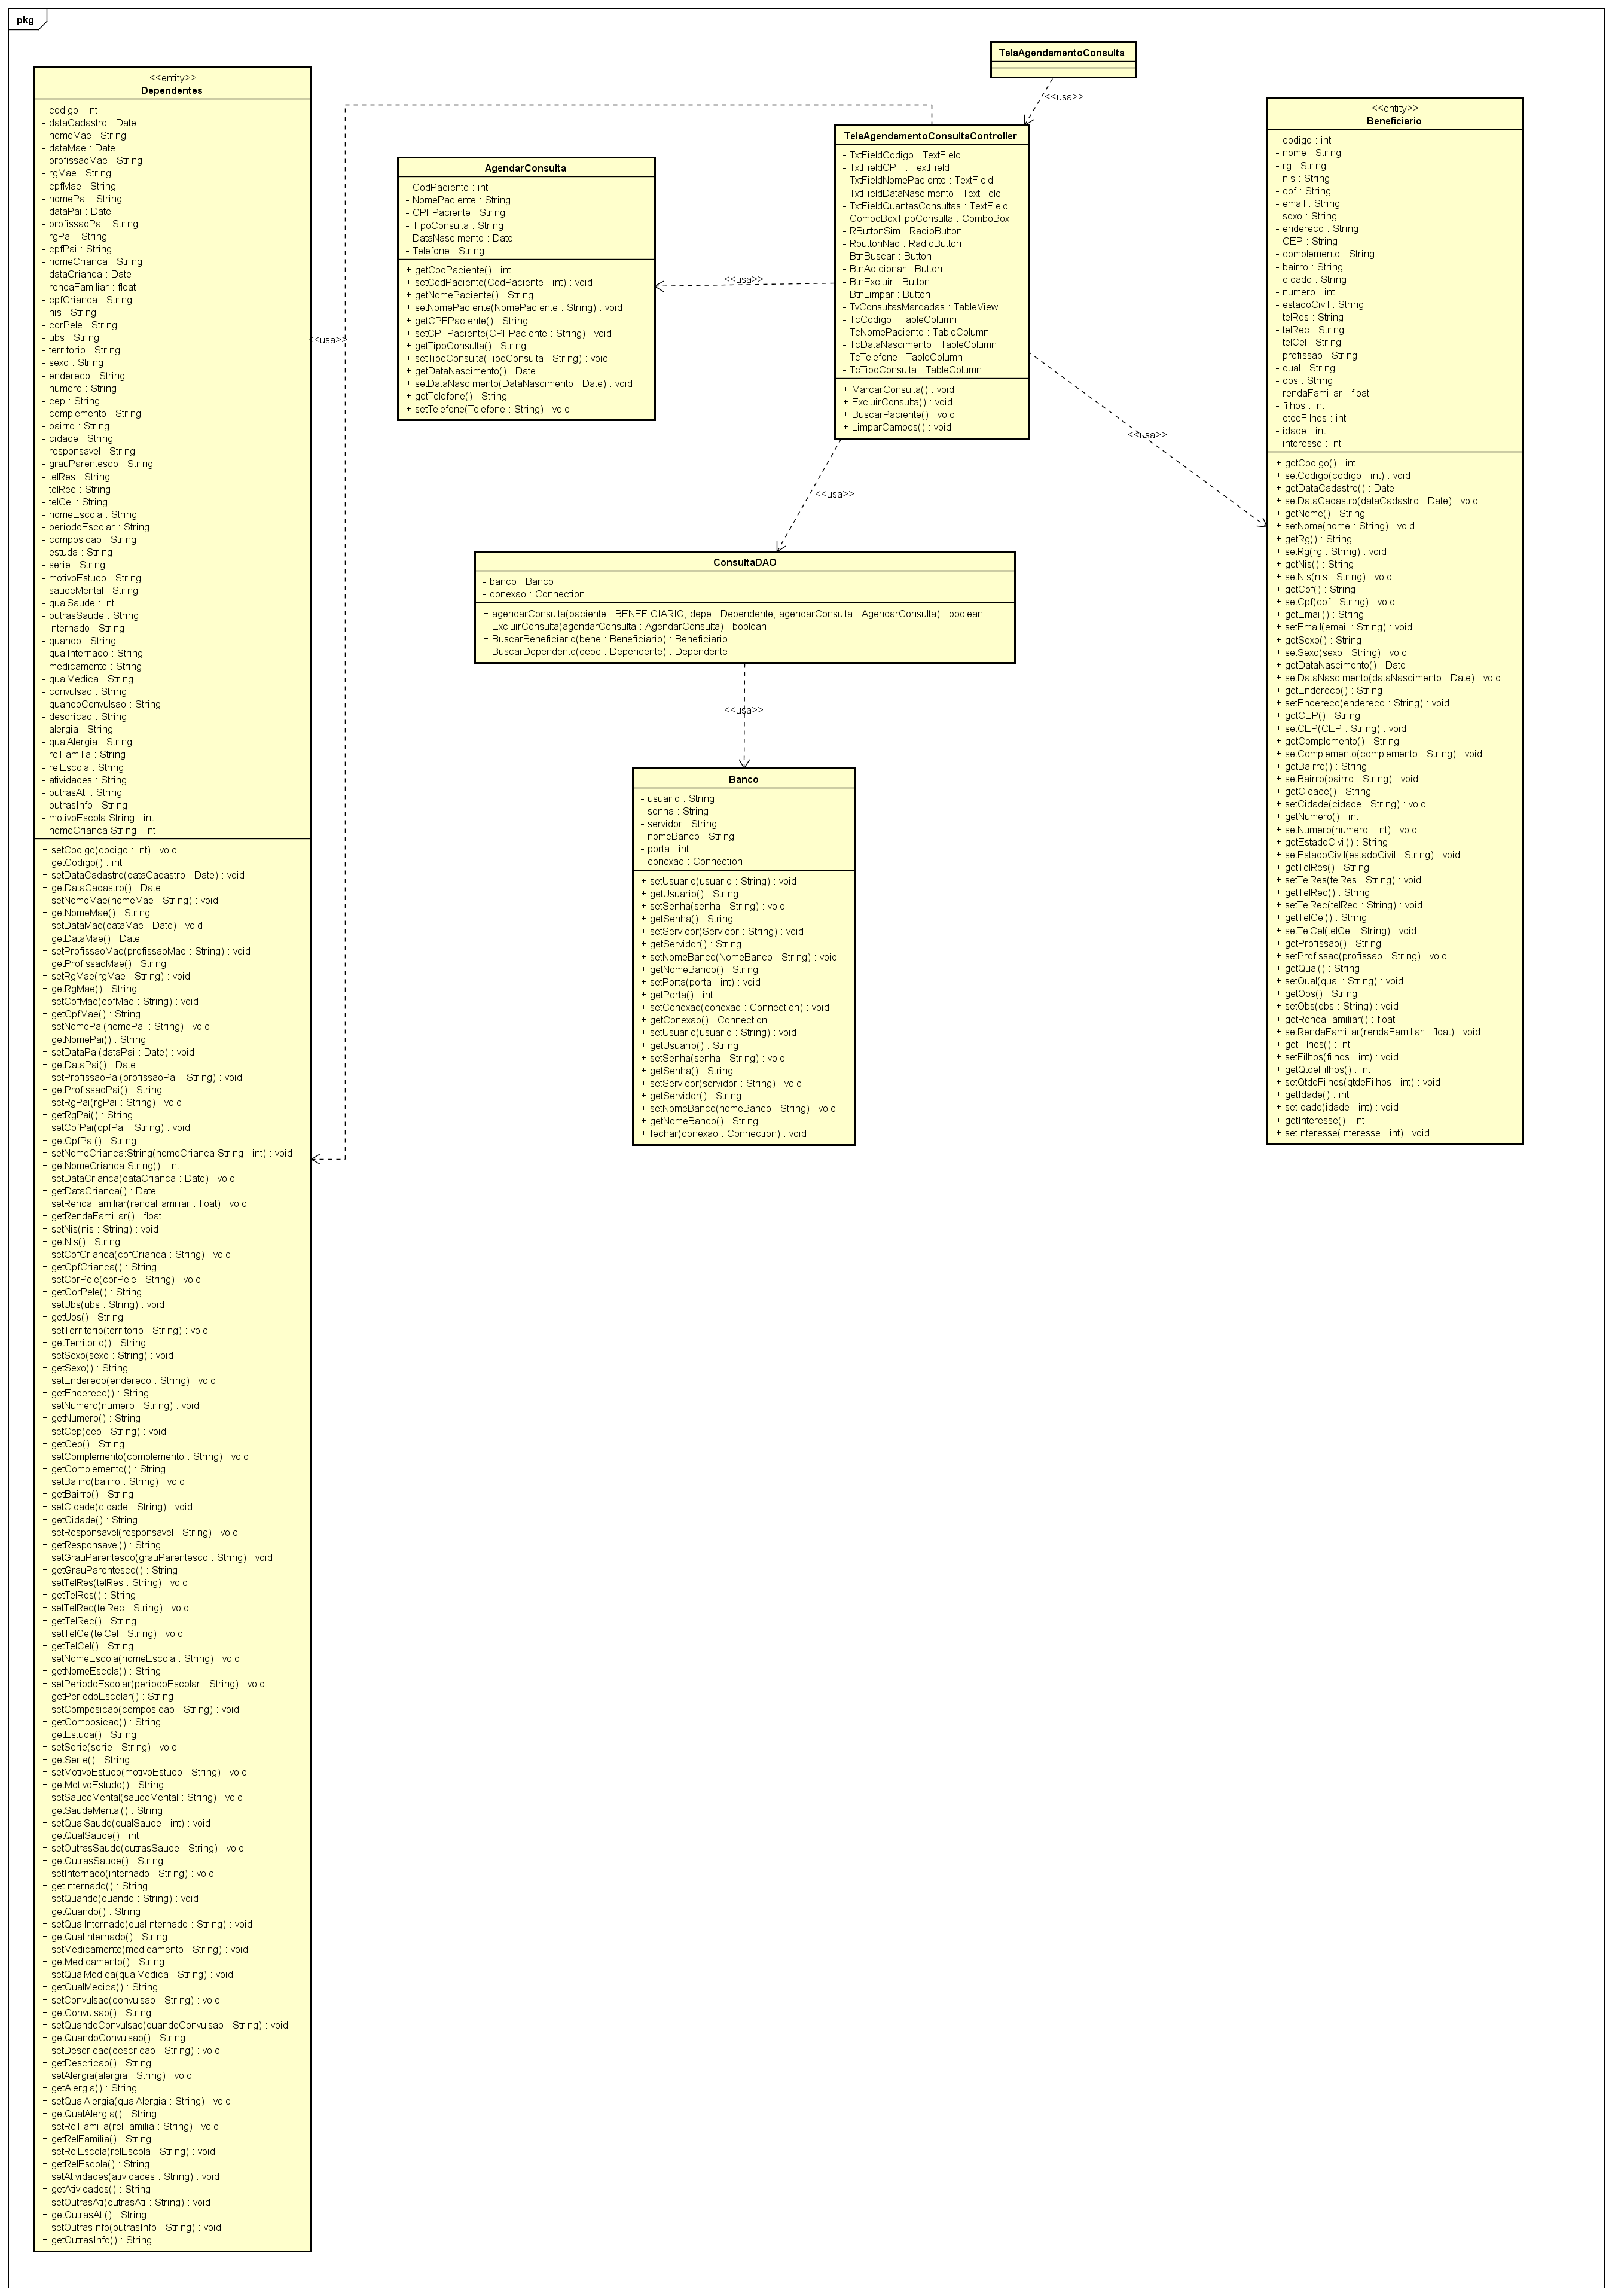 pkg
<<entity>>
Dependentes
- codigo : int
- dataCadastro : Date
- nomeMae : String
- dataMae : Date
- profissaoMae : String
- rgMae : String
- cpfMae : String
- nomePai : String
- dataPai : Date
- profissaoPai : String
- rgPai : String
- cpfPai : String
- nomeCrianca : String
- dataCrianca : Date
- rendaFamiliar : float
- cpfCrianca : String
- nis : String
- corPele : String
- ubs : String
- territorio : String
- sexo : String
- endereco : String
- numero : String
- cep : String
- complemento : String
- bairro : String
- cidade : String
- responsavel : String
- grauParentesco : String
- telRes : String
- telRec : String
- telCel : String
- nomeEscola : String
- periodoEscolar : String
- composicao : String
- estuda : String
- serie : String
- motivoEstudo : String
- saudeMental : String
- qualSaude : int
- outrasSaude : String
- internado : String
- quando : String
- qualInternado : String
- medicamento : String
- qualMedica : String
- convulsao : String
- quandoConvulsao : String
- descricao : String
- alergia : String
- qualAlergia : String
- relFamilia : String
- relEscola : String
- atividades : String
- outrasAti : String
- outrasInfo : String
- motivoEscola:String : int
- nomeCrianca:String : int
+ setCodigo(codigo : int) : void
+ getCodigo() : int
+ setDataCadastro(dataCadastro : Date) : void
+ getDataCadastro() : Date
+ setNomeMae(nomeMae : String) : void
+ getNomeMae() : String
+ setDataMae(dataMae : Date) : void
+ getDataMae() : Date
+ setProfissaoMae(profissaoMae : String) : void
+ getProfissaoMae() : String
+ setRgMae(rgMae : String) : void
+ getRgMae() : String
+ setCpfMae(cpfMae : String) : void
+ getCpfMae() : String
+ setNomePai(nomePai : String) : void
+ getNomePai() : String
+ setDataPai(dataPai : Date) : void
+ getDataPai() : Date
+ setProfissaoPai(profissaoPai : String) : void
+ getProfissaoPai() : String
+ setRgPai(rgPai : String) : void
+ getRgPai() : String
+ setCpfPai(cpfPai : String) : void
+ getCpfPai() : String
+ setNomeCrianca:String(nomeCrianca:String : int) : void
+ getNomeCrianca:String() : int
+ setDataCrianca(dataCrianca : Date) : void
+ getDataCrianca() : Date
+ setRendaFamiliar(rendaFamiliar : float) : void
+ getRendaFamiliar() : float
+ setNis(nis : String) : void
+ getNis() : String
+ setCpfCrianca(cpfCrianca : String) : void
+ getCpfCrianca() : String
+ setCorPele(corPele : String) : void
+ getCorPele() : String
+ setUbs(ubs : String) : void
+ getUbs() : String
+ setTerritorio(territorio : String) : void
+ getTerritorio() : String
+ setSexo(sexo : String) : void
+ getSexo() : String
+ setEndereco(endereco : String) : void
+ getEndereco() : String
+ setNumero(numero : String) : void
+ getNumero() : String
+ setCep(cep : String) : void
+ getCep() : String
+ setComplemento(complemento : String) : void
+ getComplemento() : String
+ setBairro(bairro : String) : void
+ getBairro() : String
+ setCidade(cidade : String) : void
+ getCidade() : String
+ setResponsavel(responsavel : String) : void
+ getResponsavel() : String
+ setGrauParentesco(grauParentesco : String) : void
+ getGrauParentesco() : String
+ setTelRes(telRes : String) : void
+ getTelRes() : String
+ setTelRec(telRec : String) : void
+ getTelRec() : String
+ setTelCel(telCel : String) : void
+ getTelCel() : String
+ setNomeEscola(nomeEscola : String) : void
+ getNomeEscola() : String
+ setPeriodoEscolar(periodoEscolar : String) : void
+ getPeriodoEscolar() : String
+ setComposicao(composicao : String) : void
+ getComposicao() : String
+ getEstuda() : String
+ setSerie(serie : String) : void
+ getSerie() : String
+ setMotivoEstudo(motivoEstudo : String) : void
+ getMotivoEstudo() : String
+ setSaudeMental(saudeMental : String) : void
+ getSaudeMental() : String
+ setQualSaude(qualSaude : int) : void
+ getQualSaude() : int
+ setOutrasSaude(outrasSaude : String) : void
+ getOutrasSaude() : String
+ setInternado(internado : String) : void
+ getInternado() : String
+ setQuando(quando : String) : void
+ getQuando() : String
+ setQualInternado(qualInternado : String) : void
+ getQualInternado() : String
+ setMedicamento(medicamento : String) : void
+ getMedicamento() : String
+ setQualMedica(qualMedica : String) : void
+ getQualMedica() : String
+ setConvulsao(convulsao : String) : void
+ getConvulsao() : String
+ setQuandoConvulsao(quandoConvulsao : String) : void
+ getQuandoConvulsao() : String
+ setDescricao(descricao : String) : void
+ getDescricao() : String
+ setAlergia(alergia : String) : void
+ getAlergia() : String
+ setQualAlergia(qualAlergia : String) : void
+ getQualAlergia() : String
+ setRelFamilia(relFamilia : String) : void
+ getRelFamilia() : String
+ setRelEscola(relEscola : String) : void
+ getRelEscola() : String
+ setAtividades(atividades : String) : void
+ getAtividades() : String
+ setOutrasAti(outrasAti : String) : void
+ getOutrasAti() : String
+ setOutrasInfo(outrasInfo : String) : void
+ getOutrasInfo() : String
<<usa>>
AgendarConsulta
- CodPaciente : int
- NomePaciente : String
- CPFPaciente : String
- TipoConsulta : String
- DataNascimento : Date
- Telefone : String
+ getCodPaciente() : int
+ setCodPaciente(CodPaciente : int) : void
+ getNomePaciente() : String
+ setNomePaciente(NomePaciente : String) : void
+ getCPFPaciente() : String
+ setCPFPaciente(CPFPaciente : String) : void
+ getTipoConsulta() : String
+ setTipoConsulta(TipoConsulta : String) : void
+ getDataNascimento() : Date
+ setDataNascimento(DataNascimento : Date) : void
+ getTelefone() : String
+ setTelefone(Telefone : String) : void
<<usa>>
TelaAgendamentoConsulta
<<usa>>
TelaAgendamentoConsultaController
- TxtFieldCodigo : TextField
- TxtFieldCPF : TextField
- TxtFieldNomePaciente : TextField
- TxtFieldDataNascimento : TextField
- TxtFieldQuantasConsultas : TextField
- ComboBoxTipoConsulta : ComboBox
- RButtonSim : RadioButton
- RbuttonNao : RadioButton
- BtnBuscar : Button
- BtnAdicionar : Button
- BtnExcluir : Button
- BtnLimpar : Button
- TvConsultasMarcadas : TableView
- TcCodigo : TableColumn
- TcNomePaciente : TableColumn
- TcDataNascimento : TableColumn
- TcTelefone : TableColumn
- TcTipoConsulta : TableColumn
+ MarcarConsulta() : void
+ ExcluirConsulta() : void
+ BuscarPaciente() : void
+ LimparCampos() : void
<<usa>>
<<usa>>
ConsultaDAO
- banco : Banco
- conexao : Connection
+ agendarConsulta(paciente : BENEFICIARIO, depe : Dependente, agendarConsulta : AgendarConsulta) : boolean
+ ExcluirConsulta(agendarConsulta : AgendarConsulta) : boolean
+ BuscarBeneficiario(bene : Beneficiario) : Beneficiario
+ BuscarDependente(depe : Dependente) : Dependente
<<usa>>
Banco
- usuario : String
- senha : String
- servidor : String
- nomeBanco : String
- porta : int
- conexao : Connection
+ setUsuario(usuario : String) : void
+ getUsuario() : String
+ setSenha(senha : String) : void
+ getSenha() : String
+ setServidor(Servidor : String) : void
+ getServidor() : String
+ setNomeBanco(NomeBanco : String) : void
+ getNomeBanco() : String
+ setPorta(porta : int) : void
+ getPorta() : int
+ setConexao(conexao : Connection) : void
+ getConexao() : Connection
+ setUsuario(usuario : String) : void
+ getUsuario() : String
+ setSenha(senha : String) : void
+ getSenha() : String
+ setServidor(servidor : String) : void
+ getServidor() : String
+ setNomeBanco(nomeBanco : String) : void
+ getNomeBanco() : String
+ fechar(conexao : Connection) : void
<<entity>>
Beneficiario
- codigo : int
- nome : String
- rg : String
- nis : String
- cpf : String
- email : String
- sexo : String
- endereco : String
- CEP : String
- complemento : String
- bairro : String
- cidade : String
- numero : int
- estadoCivil : String
- telRes : String
- telRec : String
- telCel : String
- profissao : String
- qual : String
- obs : String
- rendaFamiliar : float
- filhos : int
- qtdeFilhos : int
- idade : int
- interesse : int
+ getCodigo() : int
+ setCodigo(codigo : int) : void
+ getDataCadastro() : Date
+ setDataCadastro(dataCadastro : Date) : void
+ getNome() : String
+ setNome(nome : String) : void
+ getRg() : String
+ setRg(rg : String) : void
+ getNis() : String
+ setNis(nis : String) : void
+ getCpf() : String
+ setCpf(cpf : String) : void
+ getEmail() : String
+ setEmail(email : String) : void
+ getSexo() : String
+ setSexo(sexo : String) : void
+ getDataNascimento() : Date
+ setDataNascimento(dataNascimento : Date) : void
+ getEndereco() : String
+ setEndereco(endereco : String) : void
+ getCEP() : String
+ setCEP(CEP : String) : void
+ getComplemento() : String
+ setComplemento(complemento : String) : void
+ getBairro() : String
+ setBairro(bairro : String) : void
+ getCidade() : String
+ setCidade(cidade : String) : void
+ getNumero() : int
+ setNumero(numero : int) : void
+ getEstadoCivil() : String
+ setEstadoCivil(estadoCivil : String) : void
+ getTelRes() : String
+ setTelRes(telRes : String) : void
+ getTelRec() : String
+ setTelRec(telRec : String) : void
+ getTelCel() : String
+ setTelCel(telCel : String) : void
+ getProfissao() : String
+ setProfissao(profissao : String) : void
+ getQual() : String
+ setQual(qual : String) : void
+ getObs() : String
+ setObs(obs : String) : void
+ getRendaFamiliar() : float
+ setRendaFamiliar(rendaFamiliar : float) : void
+ getFilhos() : int
+ setFilhos(filhos : int) : void
+ getQtdeFilhos() : int
+ setQtdeFilhos(qtdeFilhos : int) : void
+ getIdade() : int
+ setIdade(idade : int) : void
+ getInteresse() : int
+ setInteresse(interesse : int) : void